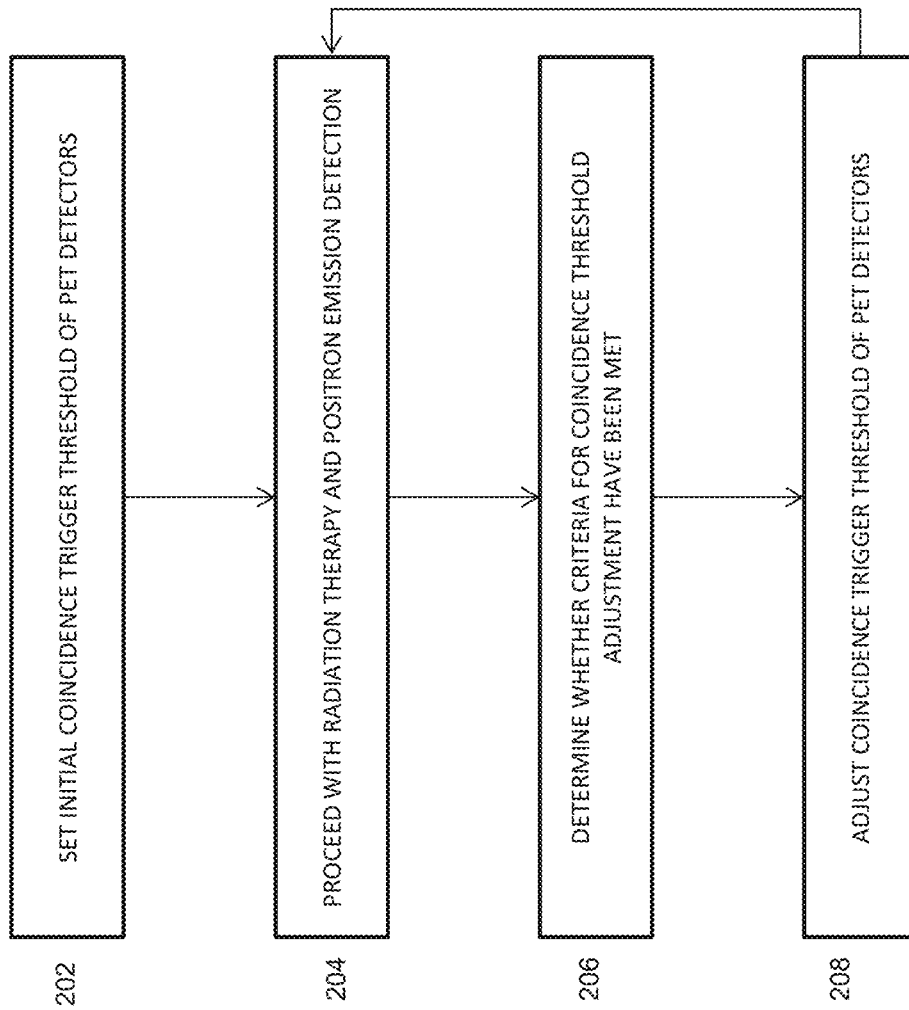 202
SET INITIAL COINCIDENCE TRIGGER THRESHOLD OF PET DETECTORS
204
PROCEED WITH RADIATION THERAPY AND POSITRON EMISSION DETECTION
206
DETERMINE WHETHER CRITERIA FOR COINCIDENCE THRESHOLD
ADJUSTMENT HAVE BEEN MET
208
ADJUST COINCIDENCE TRIGGER THRESHOLD OF PET DETECTORS